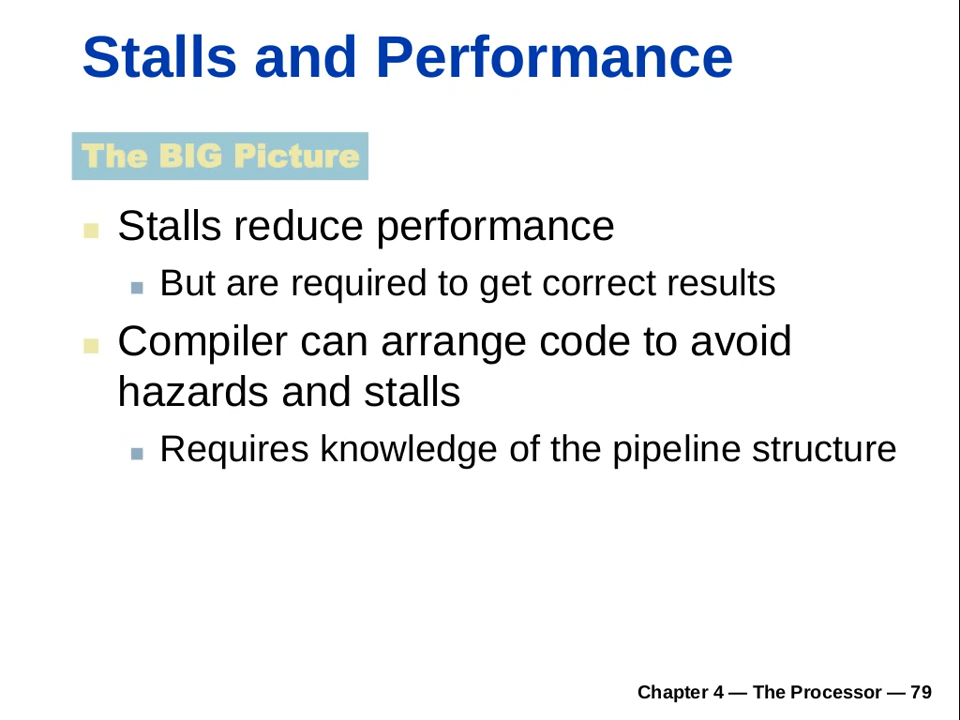 Stalls and Performance
The BIG Picture
Stalls reduce performance
But are required to get correct results
Compiler can arrange code to avoid
hazards and stalls
Requires knowledge of the pipeline structure
Chapter 4 — The Processor — 79